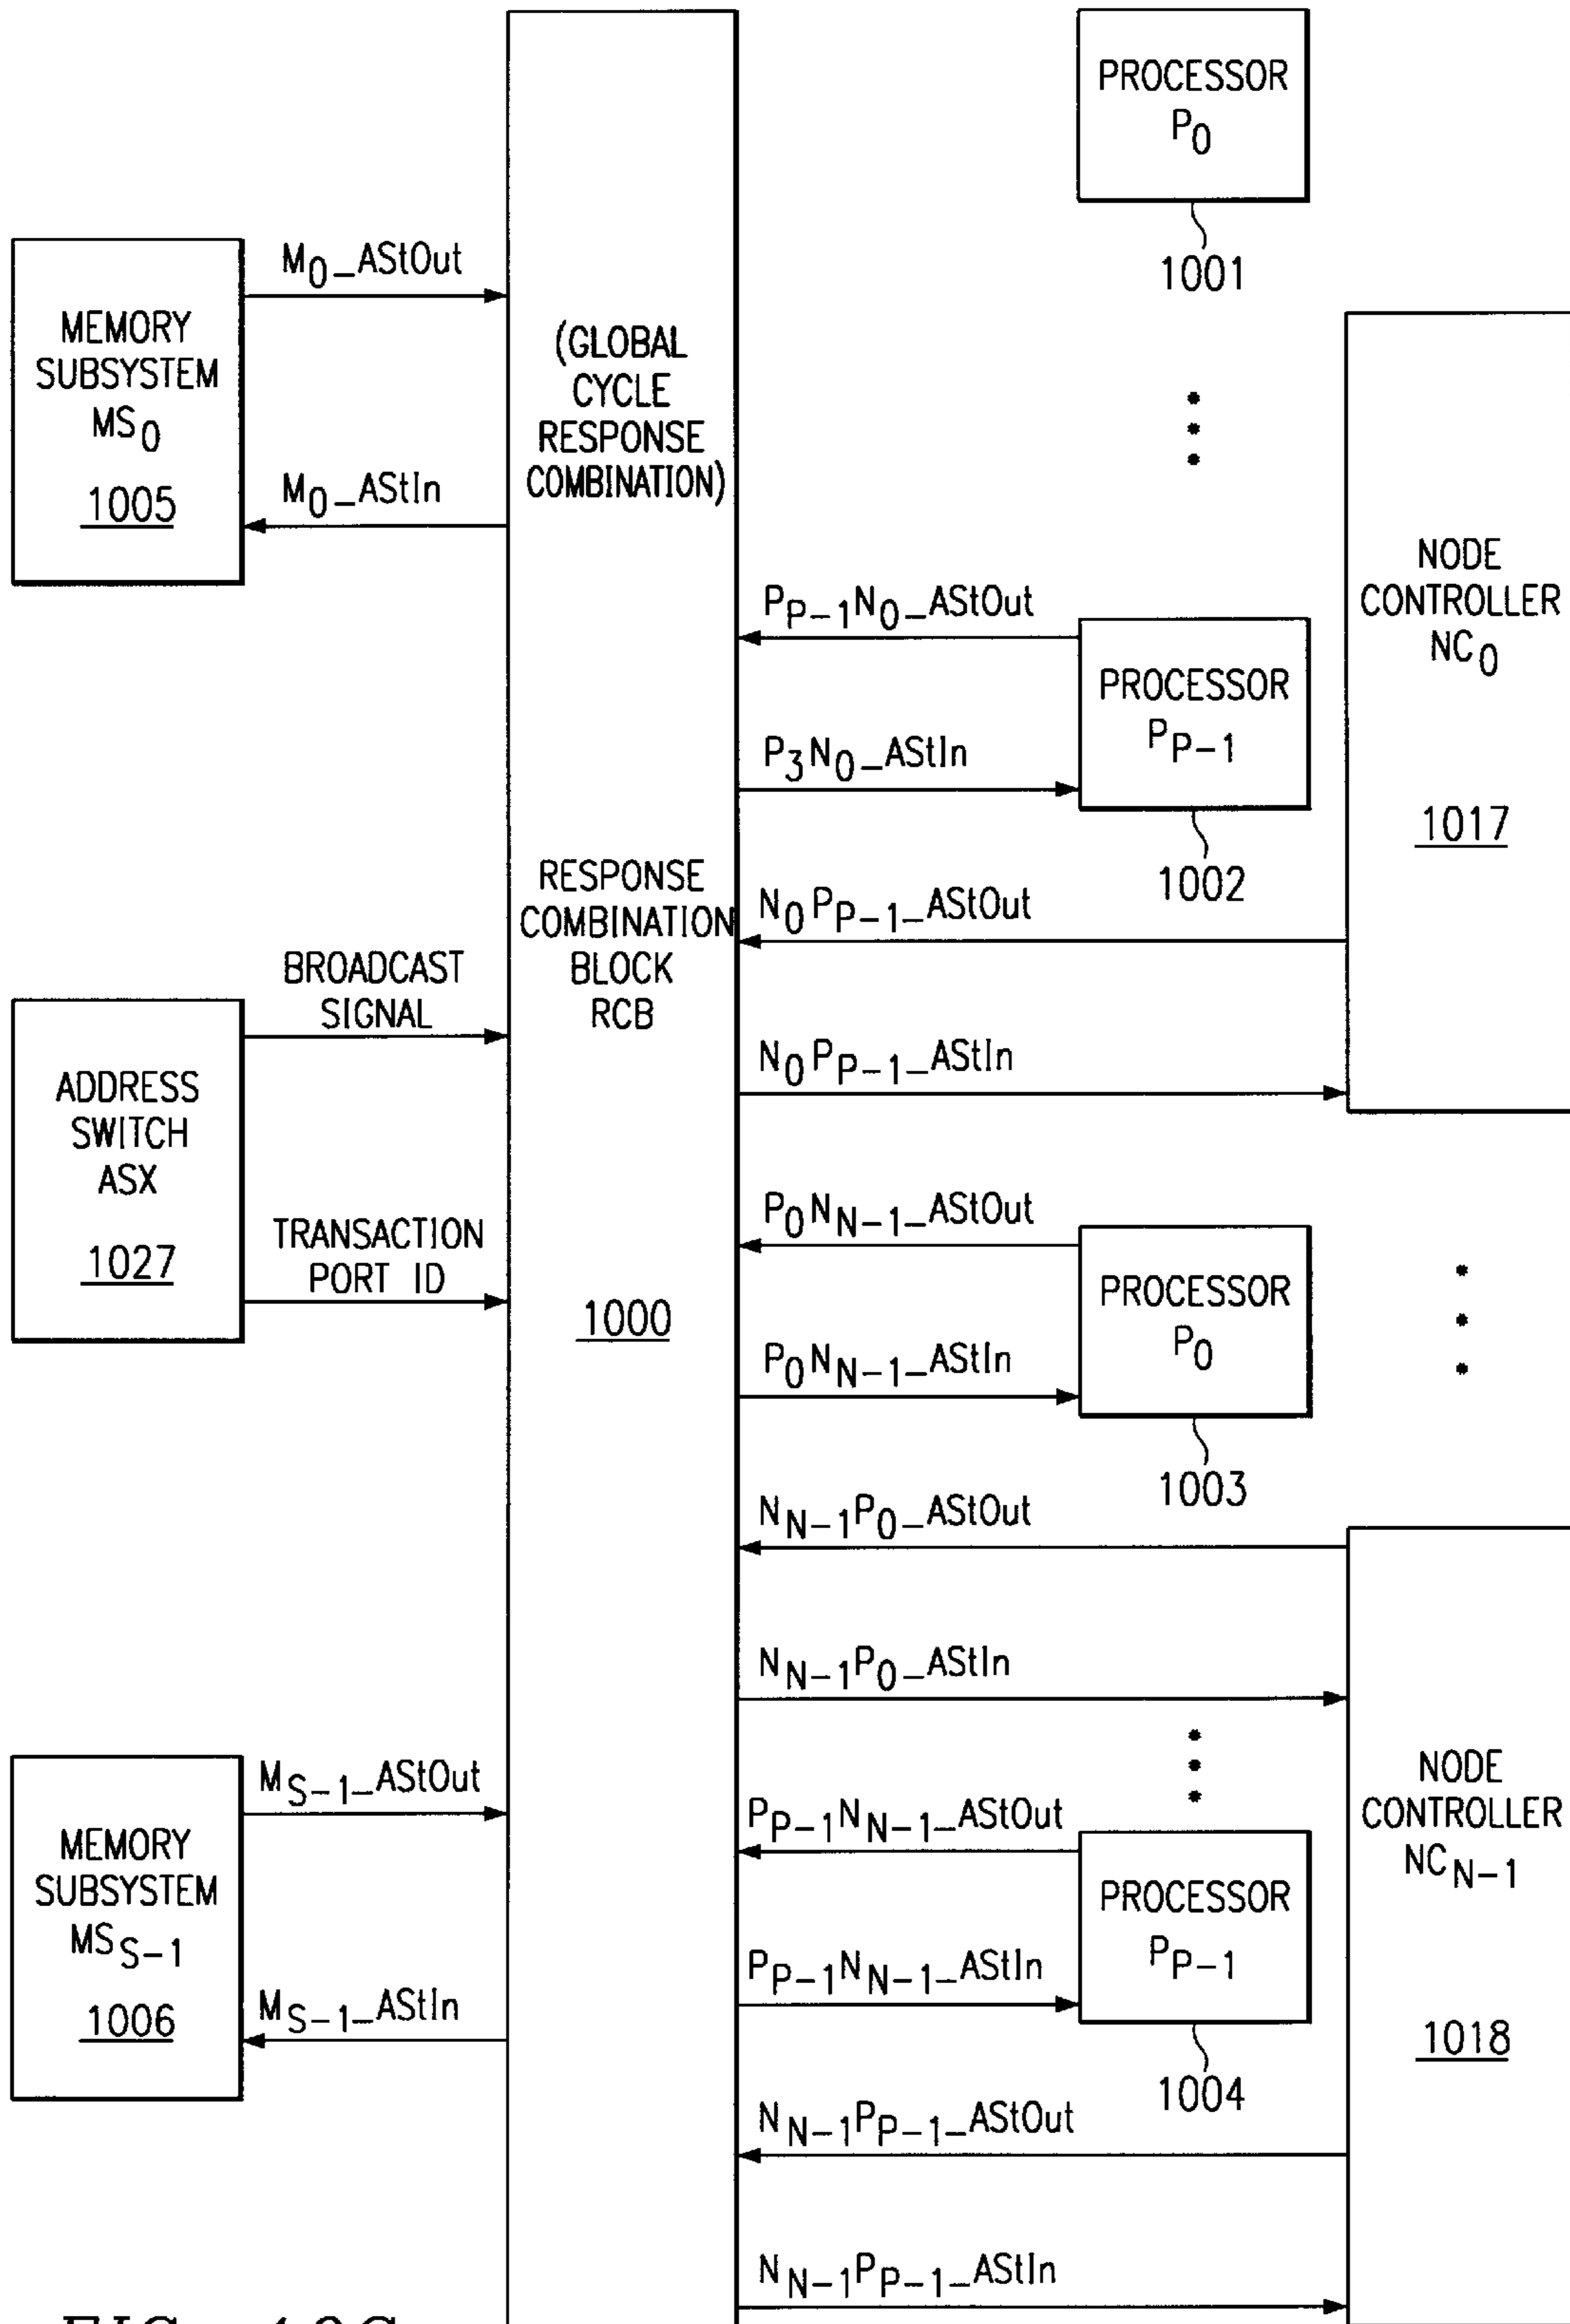 PROCESSOR
P0
1001
M0_AStOut
MEMORY
SUBSYSTEM
MS0
1005
M0_AStIn
(GLOBAL
CYCLE
RESPONSE
COMBINATION)
NODE
CONTROLLER
NC0
1017
PP-1N0_AStOut
PROCESSOR
PP-1
1002
P3N0_AStIn
N0PP-1_AStOut
RESPONSE
COMBINATION
BLOCK
RCB
1000
N0PP-1_AStIn
BROADCAST
SIGNAL
ADDRESS
SWITCH
ASX
1027
TRANSACTION
PORT ID
P0NN-1_AStOut
PROCESSOR
P0
1003
P0NN-1_AStIn
NN-1P0_AStOut
NN-1P0_AStIn
MS-1_AStOut
MEMORY
SUBSYSTEM
MSS-1
1006
MS-1_AStIn
PP-1NN-1_AStOut
PROCESSOR
PP-1
1004
PP-1NN-1_AStIn
NODE
CONTROLLER
NCN-1
1018
NN-1PP-1_AStOut
NN-1PP-1_AStIn